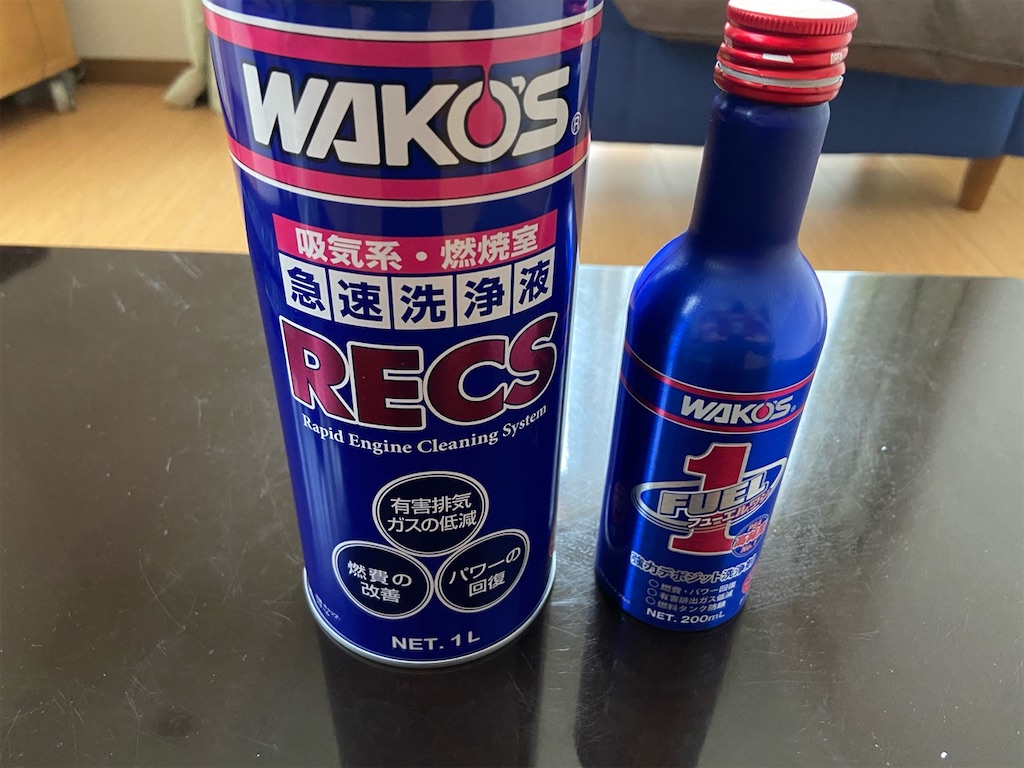 WAKO'S®
吸気系・燃焼室
急速洗浄液
RECS
Rapid Engine Cleaning System
有害排気
ガスの低減
燃費の
改善
パワーの
回復
NET. 1L
WAKO'S
1
FUEL
フューエルワン
強力デポジット洗浄剤
○燃費・パワー回復
○有害排出ガス低減
○燃料タンク防錆
NET. 200mL